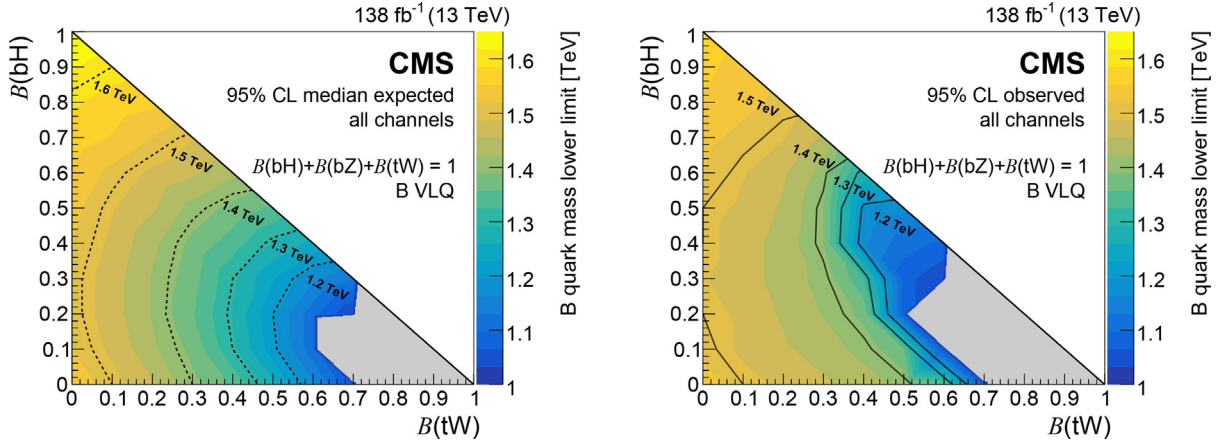 138 fb⁻¹ (13 TeV)
CMS
95% CL median expected
all channels
B(bH)+B(bZ)+B(tW) = 1
B VLQ
1.6 TeV
1.5 TeV
1.4 TeV
1.3 TeV
1.2 TeV
B(bH)
1
0.9
0.8
0.7
0.6
0.5
0.4
0.3
0.2
0.1
0
0 0.1 0.2 0.3 0.4 0.5 0.6 0.7 0.8 0.9 1
B(tW)
1.6
1.5
1.4
1.3
1.2
1.1
1
B quark mass lower limit [TeV]
138 fb⁻¹ (13 TeV)
CMS
95% CL observed
all channels
B(bH)+B(bZ)+B(tW) = 1
B VLQ
1.5 TeV
1.4 TeV
1.3 TeV
1.2 TeV
B(bH)
1
0.9
0.8
0.7
0.6
0.5
0.4
0.3
0.2
0.1
0
0 0.1 0.2 0.3 0.4 0.5 0.6 0.7 0.8 0.9 1
B(tW)
1.6
1.5
1.4
1.3
1.2
1.1
1
B quark mass lower limit [TeV]